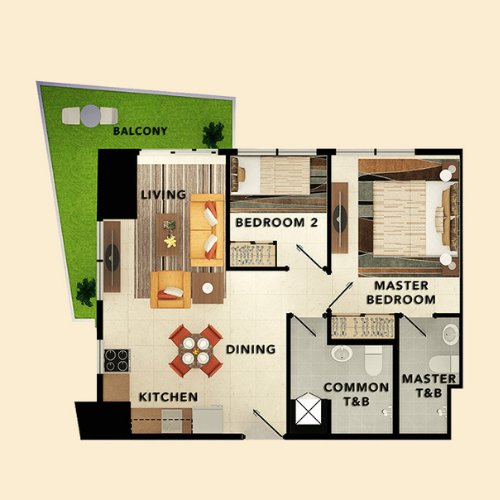 BALCONY
LIVING
BEDROOM 2
MASTER
BEDROOM
DINING
KITCHEN
COMMON
T&B
MASTER
T&B